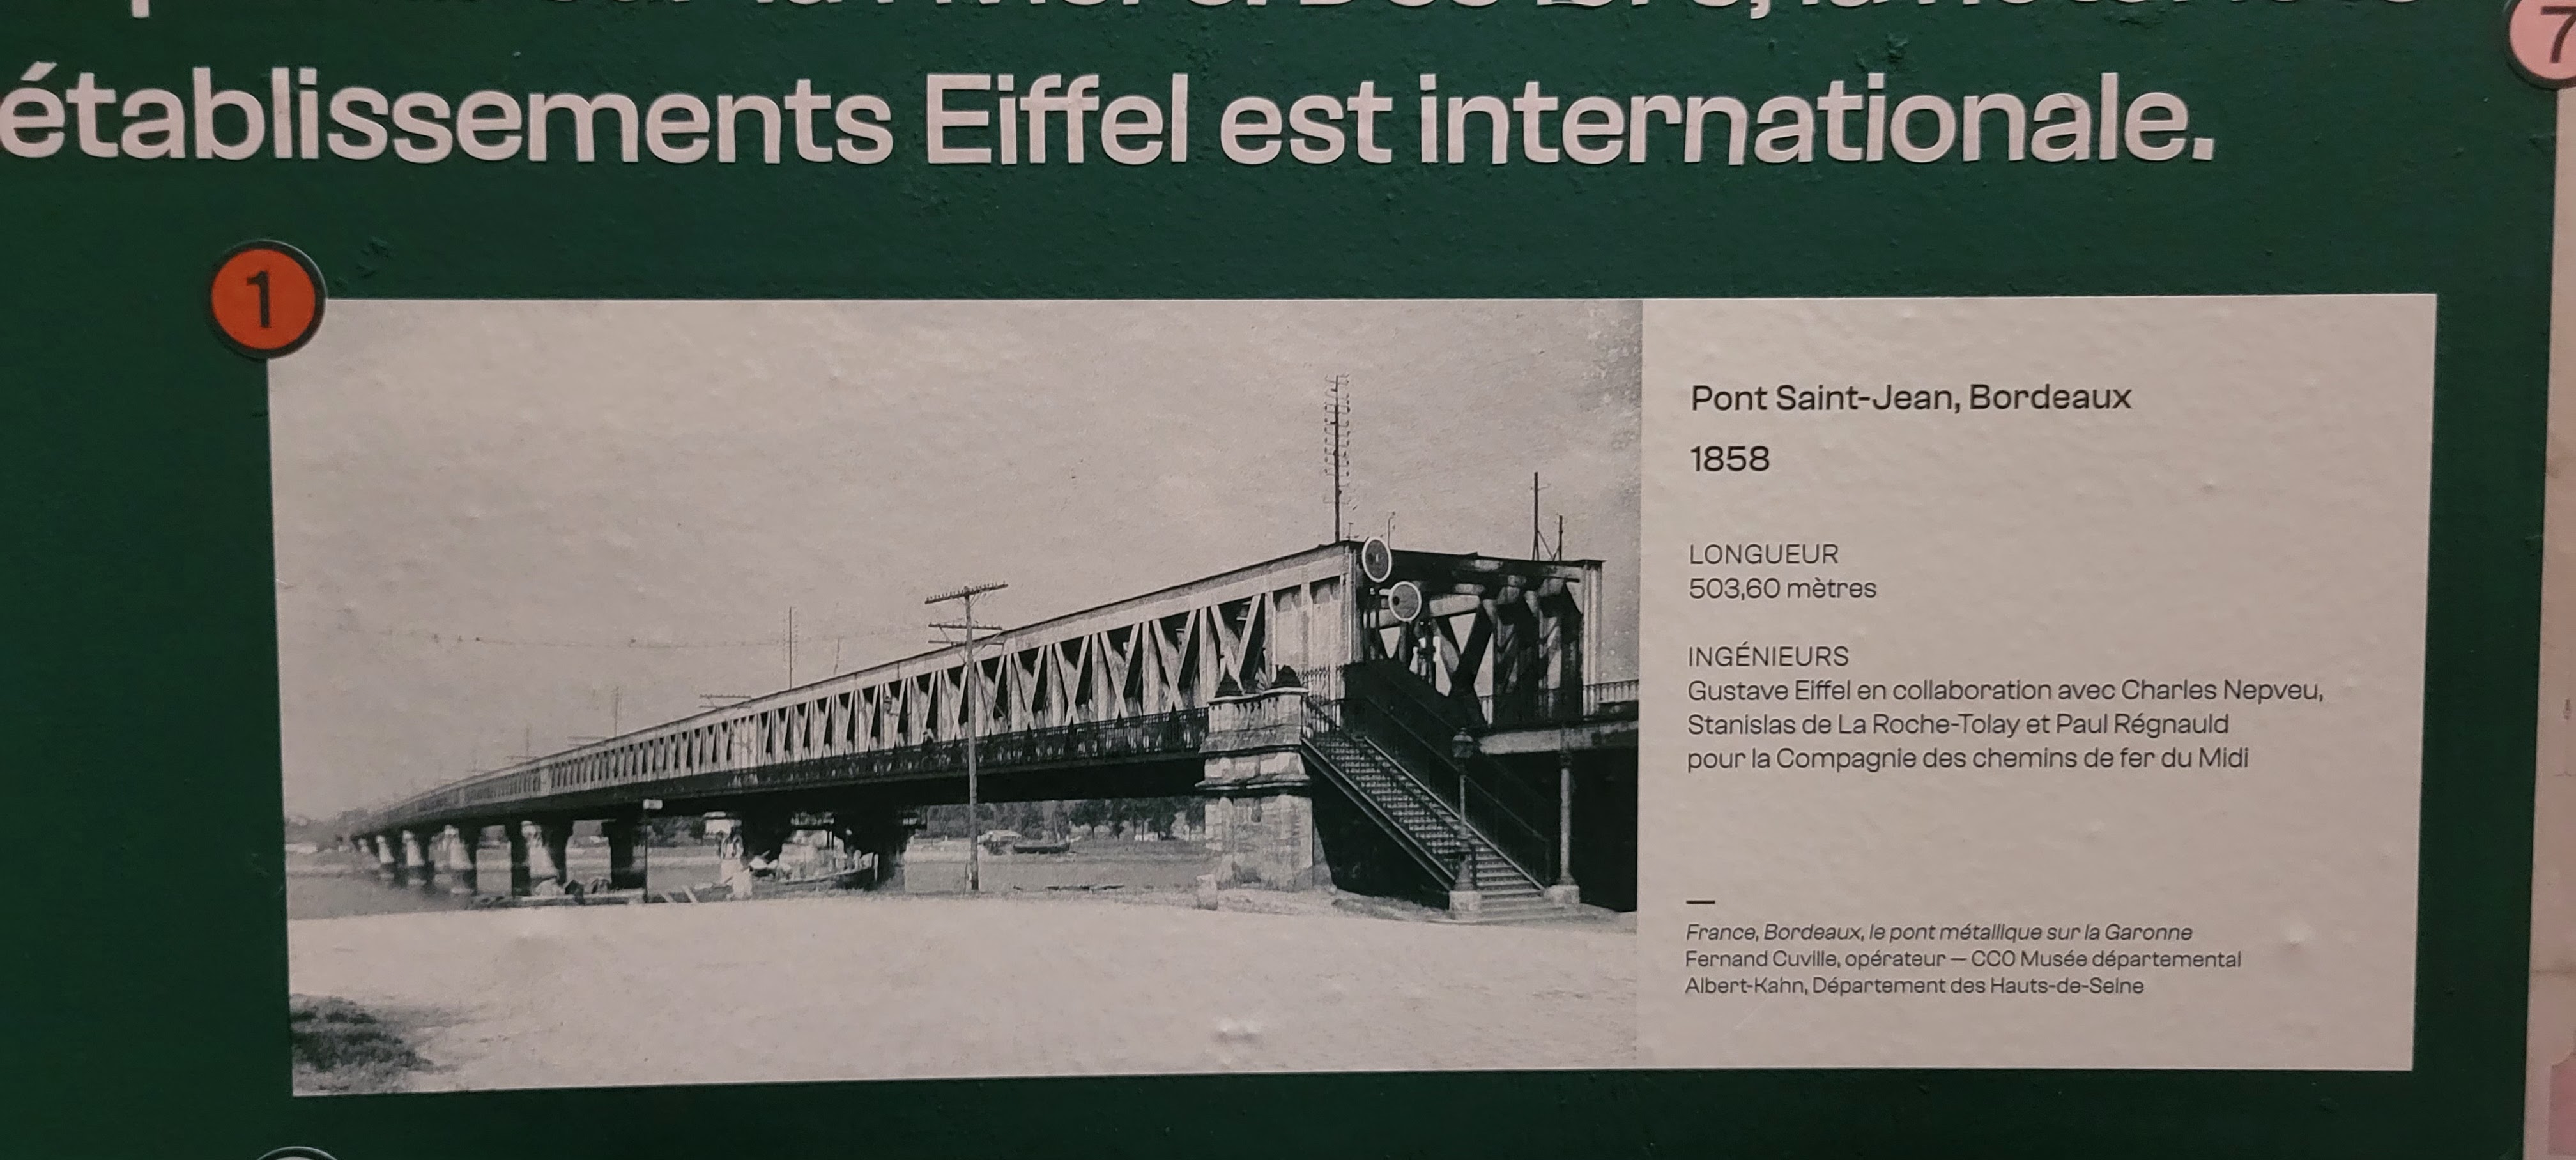 établissements Eiffel est internationale.
7
1
Pont Saint-Jean, Bordeaux
1858
LONGUEUR
503,60 mètres
INGÉNIEURS
Gustave Eiffel en collaboration avec Charles Nepveu,
Stanislas de La Roche-Tolay et Paul Régnauld
pour la Compagnie des chemins de fer du Midi
—
France, Bordeaux, le pont métallique sur la Garonne
Fernand Cuville, opérateur — CC0 Musée départemental
Albert-Kahn, Département des Hauts-de-Seine